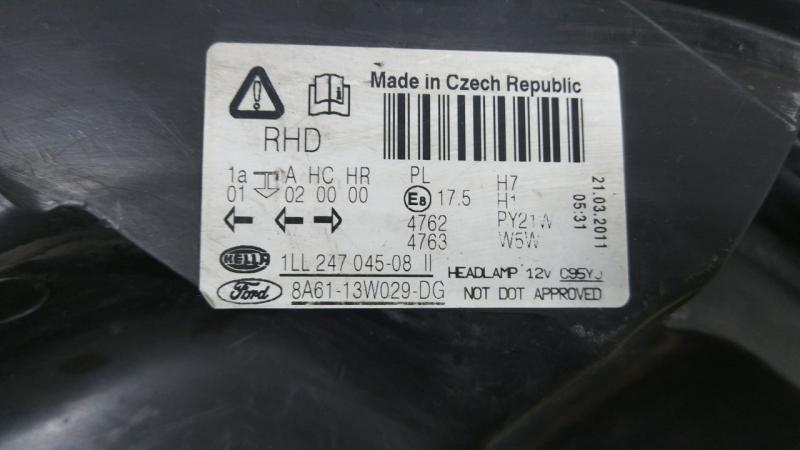 Made in Czech Republic
RHD
1a A HC HR PL H7
01 02 00 00 E8 17.5 H1
4762 PY21W
4763 W5W
21.03.2011
05:31
HELLA 1LL 247 045-08 II HEADLAMP 12V
Ford 8A61-13W029-DG NOT DOT APPROVED